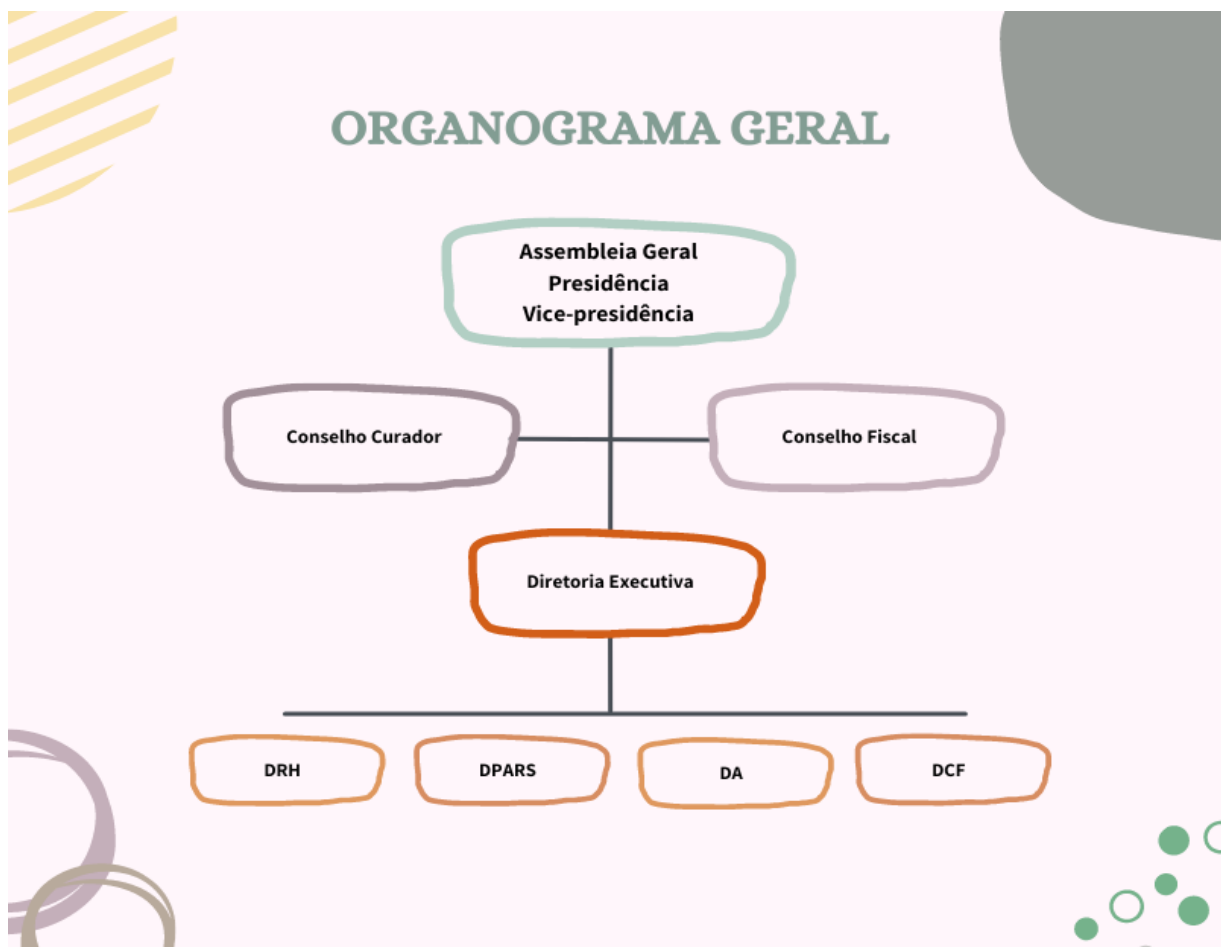 ORGANOGRAMA GERAL
Assembleia Geral
Presidência
Vice-presidência
Conselho Curador
Conselho Fiscal
Diretoria Executiva
DRH
DPARS
DA
DCF